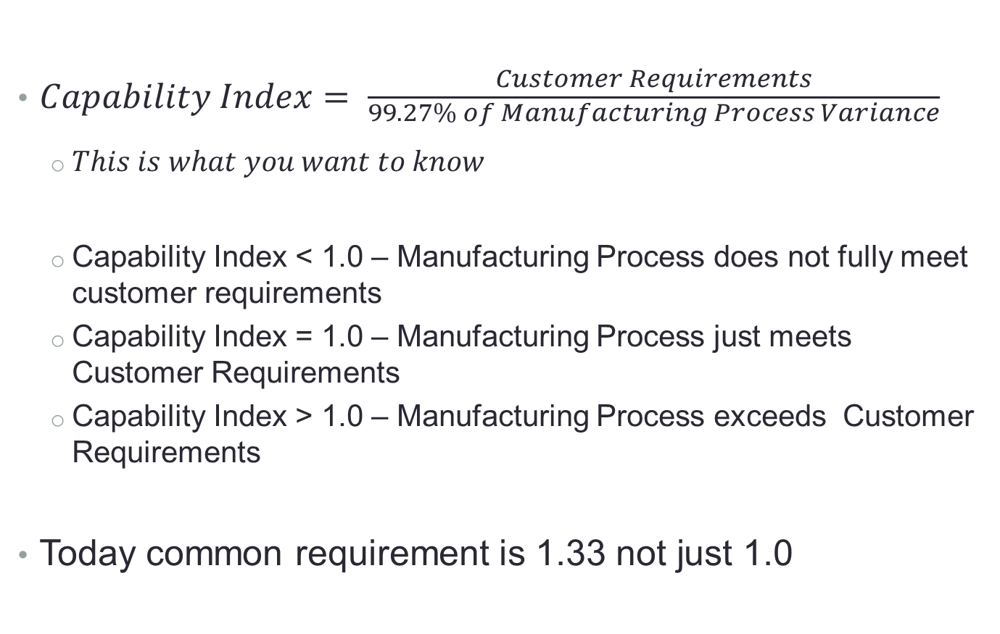 • Capability Index = Customer Requirements / 99.27% of Manufacturing Process Variance
○ This is what you want to know
○ Capability Index < 1.0 – Manufacturing Process does not fully meet
customer requirements
○ Capability Index = 1.0 – Manufacturing Process just meets
Customer Requirements
○ Capability Index > 1.0 – Manufacturing Process exceeds  Customer
Requirements
• Today common requirement is 1.33 not just 1.0